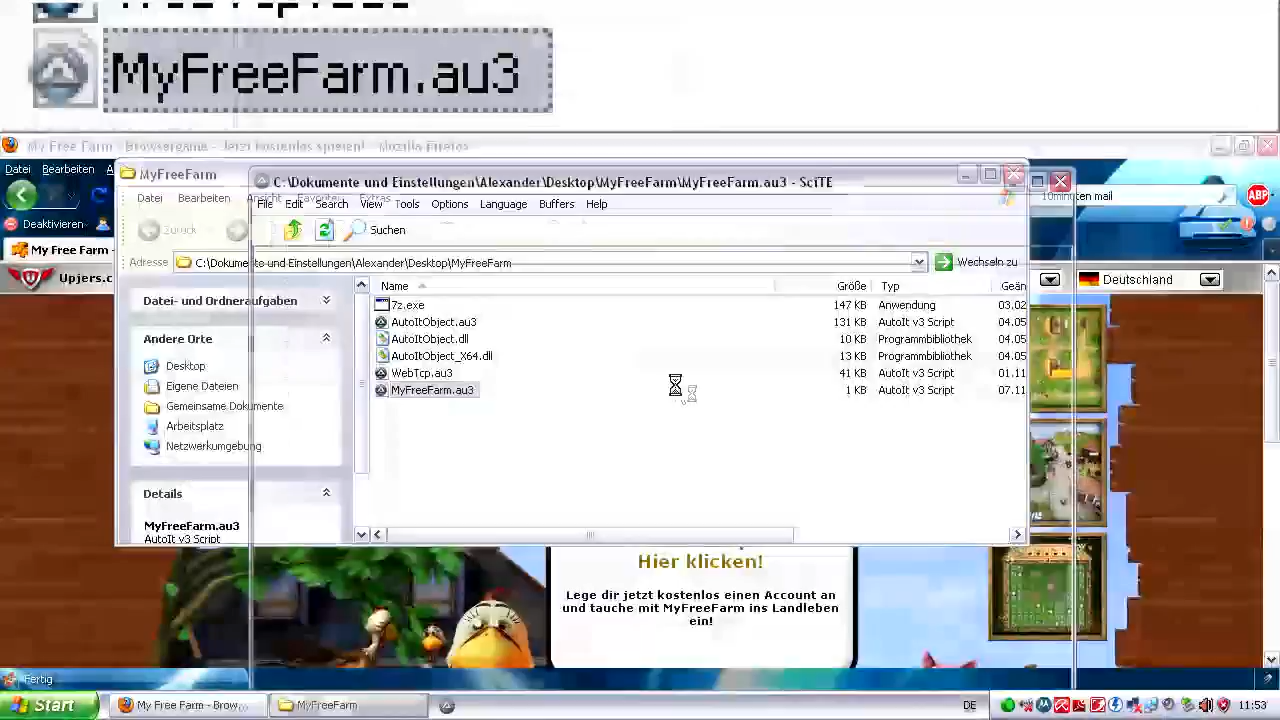 MyFreeFarm.au3
My Free Farm - Browsergame - Jetzt kostenlos spielen! - Mozilla Firefox
MyFreeFarm
C:\Dokumente und Einstellungen\Alexander\Desktop\MyFreeFarm\MyFreeFarm.au3 - SciTE
Datei Bearbeiten
Datei Bearbeiten Ansicht Favoriten Extras
File Edit Search View Tools Options Language Buffers Help
10minuten mail
ABP
Deaktivieren
Zurück
Suchen
My Free Farm -
Adresse
C:\Dokumente und Einstellungen\Alexander\Desktop\MyFreeFarm
Wechseln zu
Upjers.c
Deutschland
Name Größe Typ Geän
7z.exe 147 KB Anwendung 03.02
AutoItObject.au3 131 KB AutoIt v3 Script 04.05
AutoItObject.dll 10 KB Programmbibliothek 04.05
AutoItObject_X64.dll 13 KB Programmbibliothek 04.05
WebTcp.au3 41 KB AutoIt v3 Script 01.11
MyFreeFarm.au3 1 KB AutoIt v3 Script 07.11
Datei- und Ordneraufgaben
Andere Orte
Desktop
Eigene Dateien
Gemeinsame Dokumente
Arbeitsplatz
Netzwerkumgebung
Details
MyFreeFarm.au3
AutoIt v3 Script
Hier klicken!
Lege dir jetzt kostenlos einen Account an
und tauche mit MyFreeFarm ins Landleben
ein!
Fertig
Start
My Free Farm - Brow...
MyFreeFarm
DE
11:53